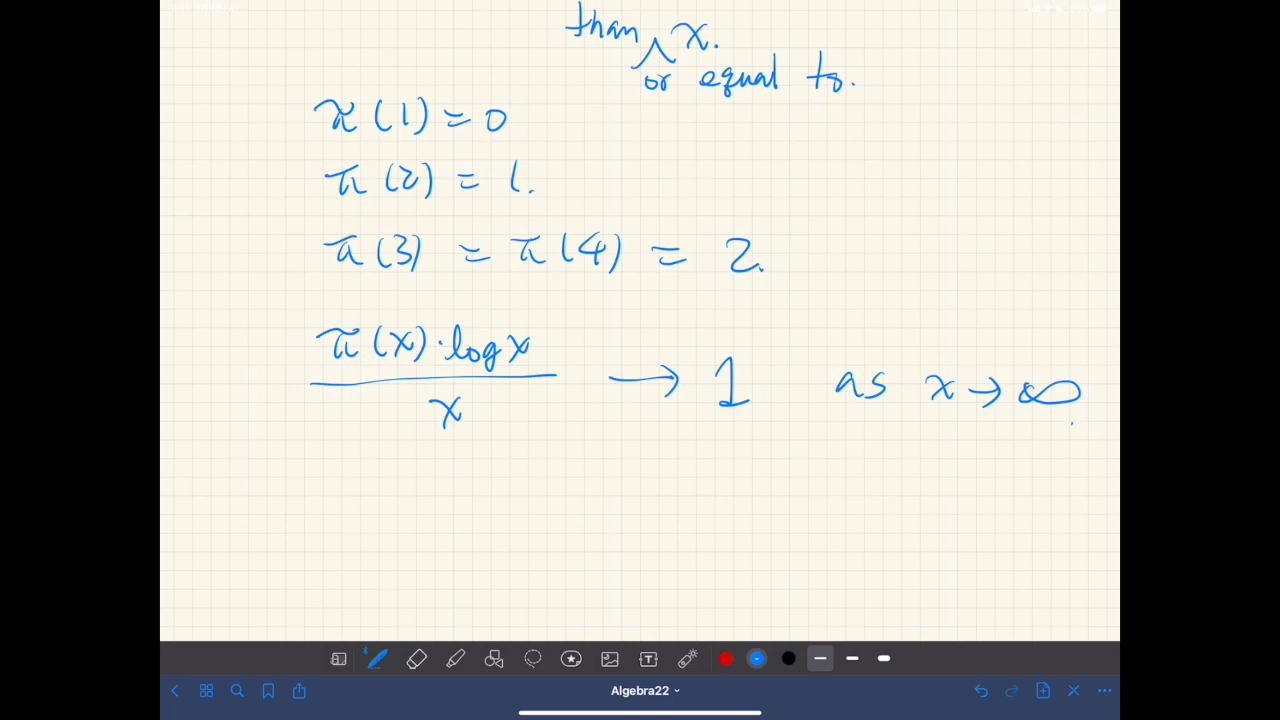 than ∧ x.
or equal to.
π(1) = 0
π(2) = 1.
π(3) = π(4) = 2.
π(x)·log x / x → 1 as x → ∞.
Algebra22